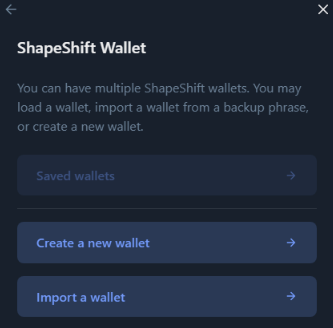 ShapeShift Wallet
You can have multiple ShapeShift wallets. You may
load a wallet, import a wallet from a backup phrase,
or create a new wallet.
Saved wallets
Create a new wallet
Import a wallet